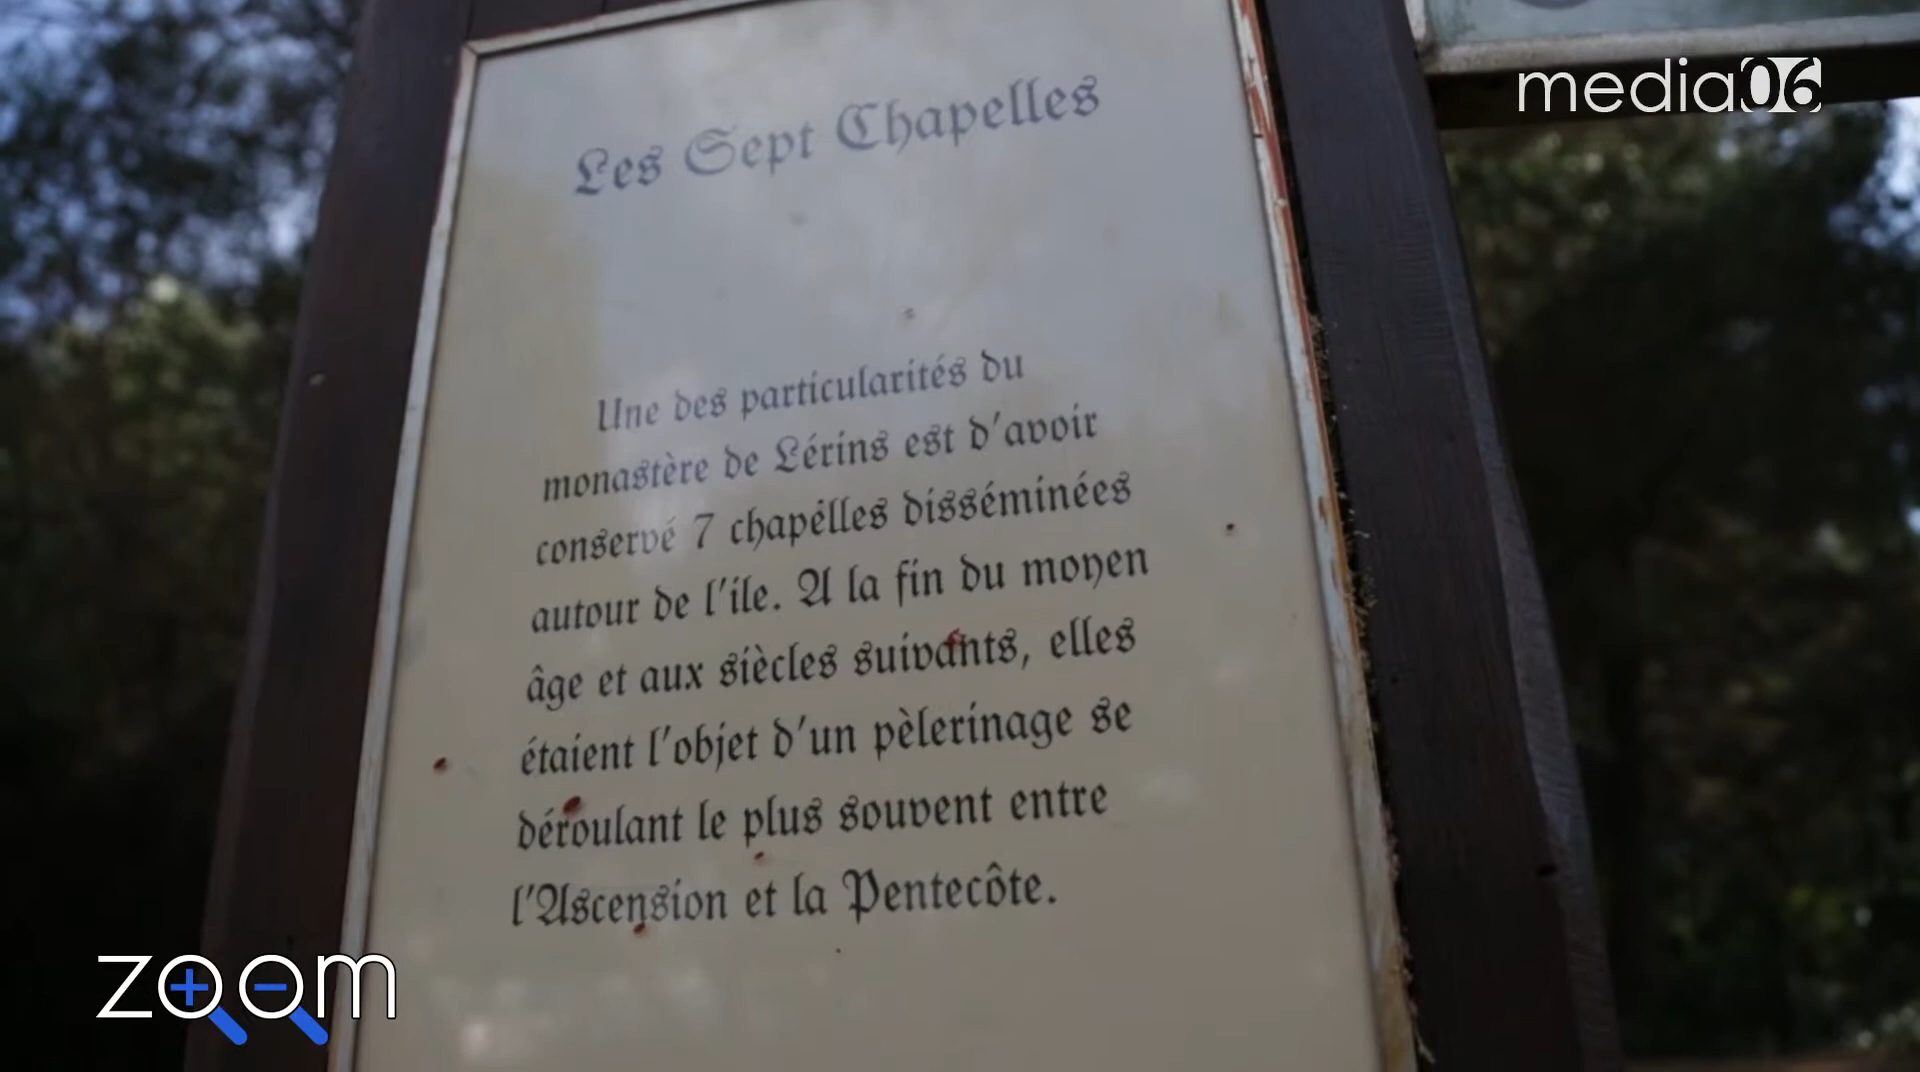 media06
Les Sept Chapelles
Une des particularités du
monastère de Lérins est d'avoir
conservé 7 chapelles disséminées
autour de l'ile. A la fin du moyen
âge et aux siècles suivants, elles
étaient l'objet d'un pèlerinage se
déroulant le plus souvent entre
l'Ascension et la Pentecôte.
zoom